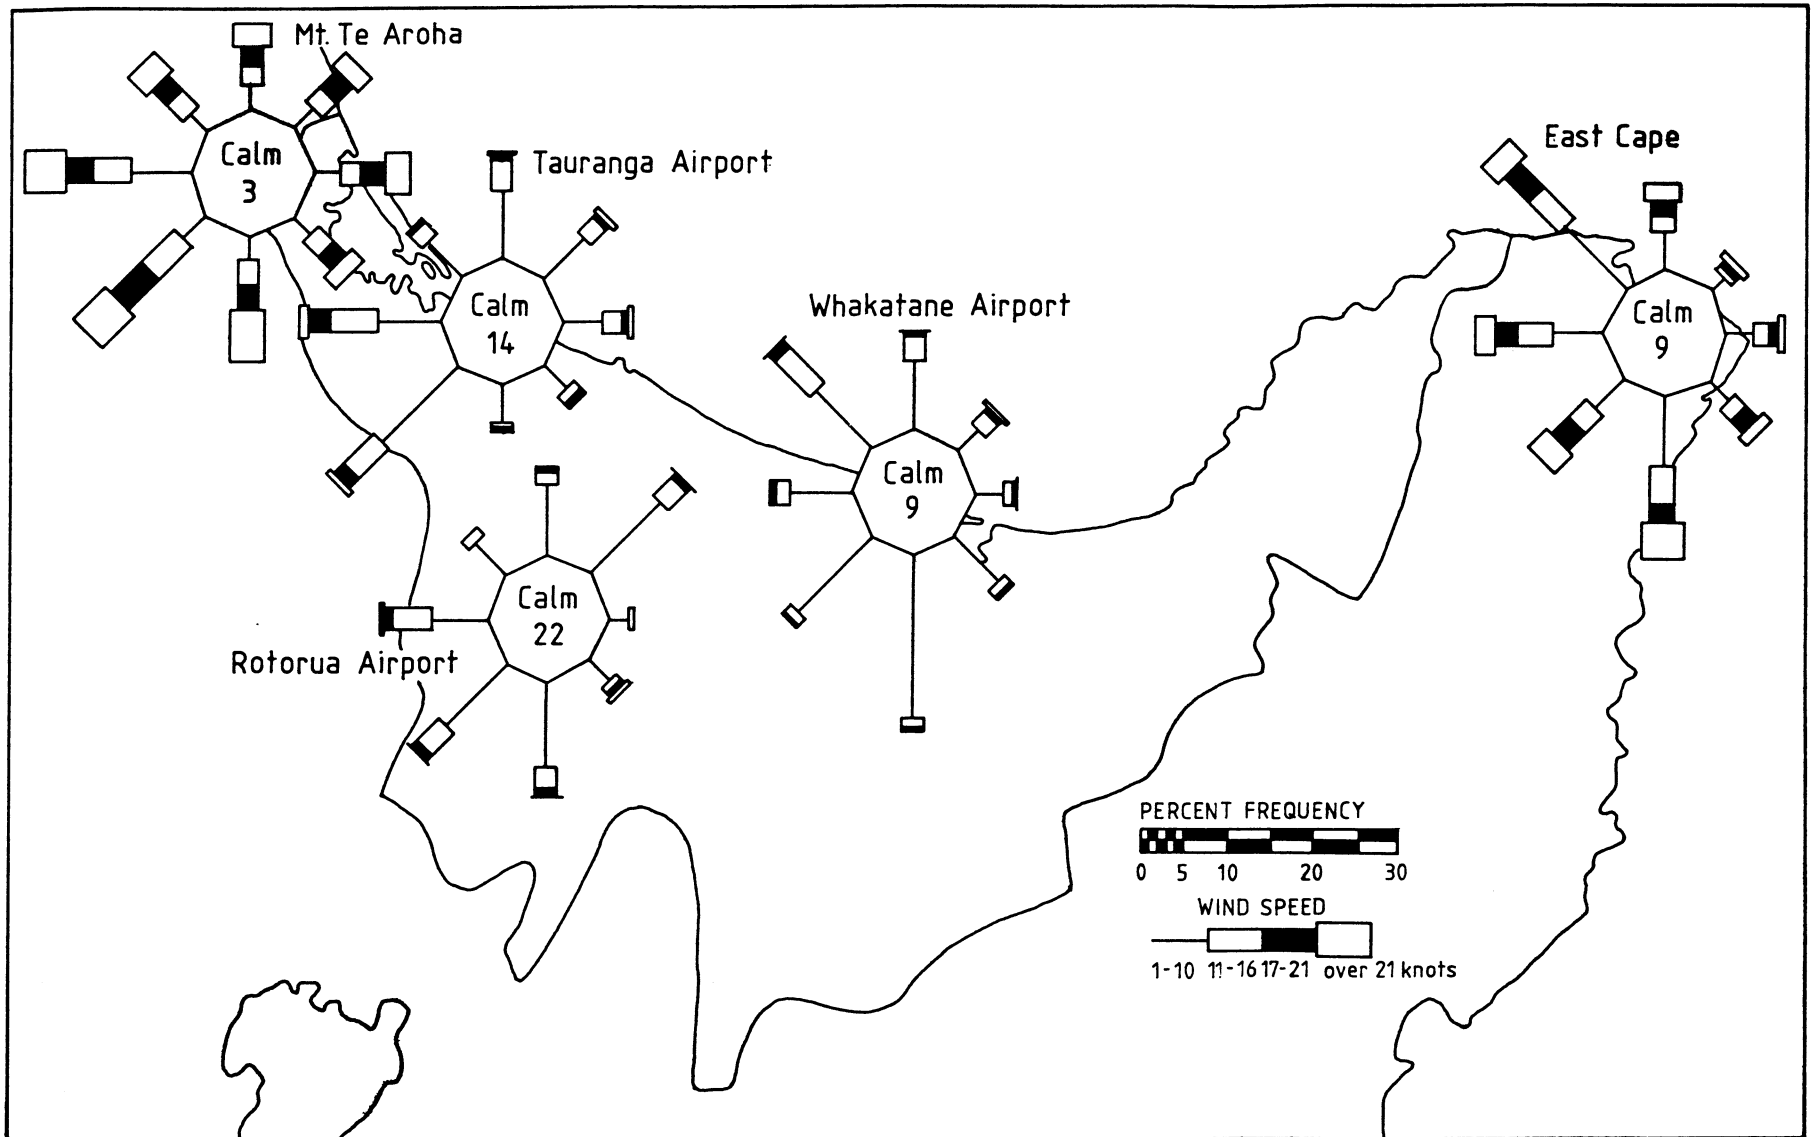 Mt. Te Aroha
Calm
3
Tauranga Airport
Calm
14
Whakatane Airport
Calm
9
East Cape
Calm
9
Rotorua Airport
Calm
22
PERCENT FREQUENCY
0 5 10 20 30
WIND SPEED
1-10 11-16 17-21 over 21 knots